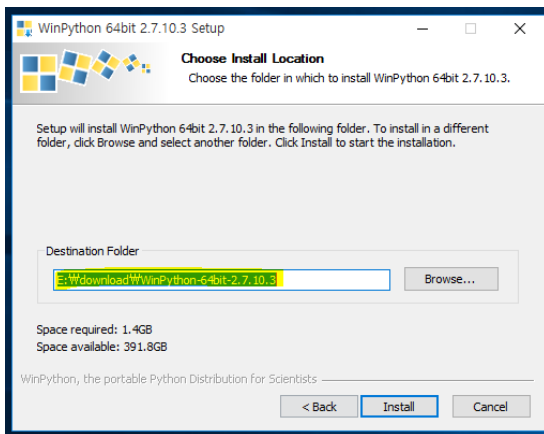 WinPython 64bit 2.7.10.3 Setup
Choose Install Location
Choose the folder in which to install WinPython 64bit 2.7.10.3.
Setup will install WinPython 64bit 2.7.10.3 in the following folder. To install in a different
folder, click Browse and select another folder. Click Install to start the installation.
Destination Folder
E:₩download₩WinPython-64bit-2.7.10.3
Browse...
Space required: 1.4GB
Space available: 391.8GB
WinPython, the portable Python Distribution for Scientists
< Back Install Cancel